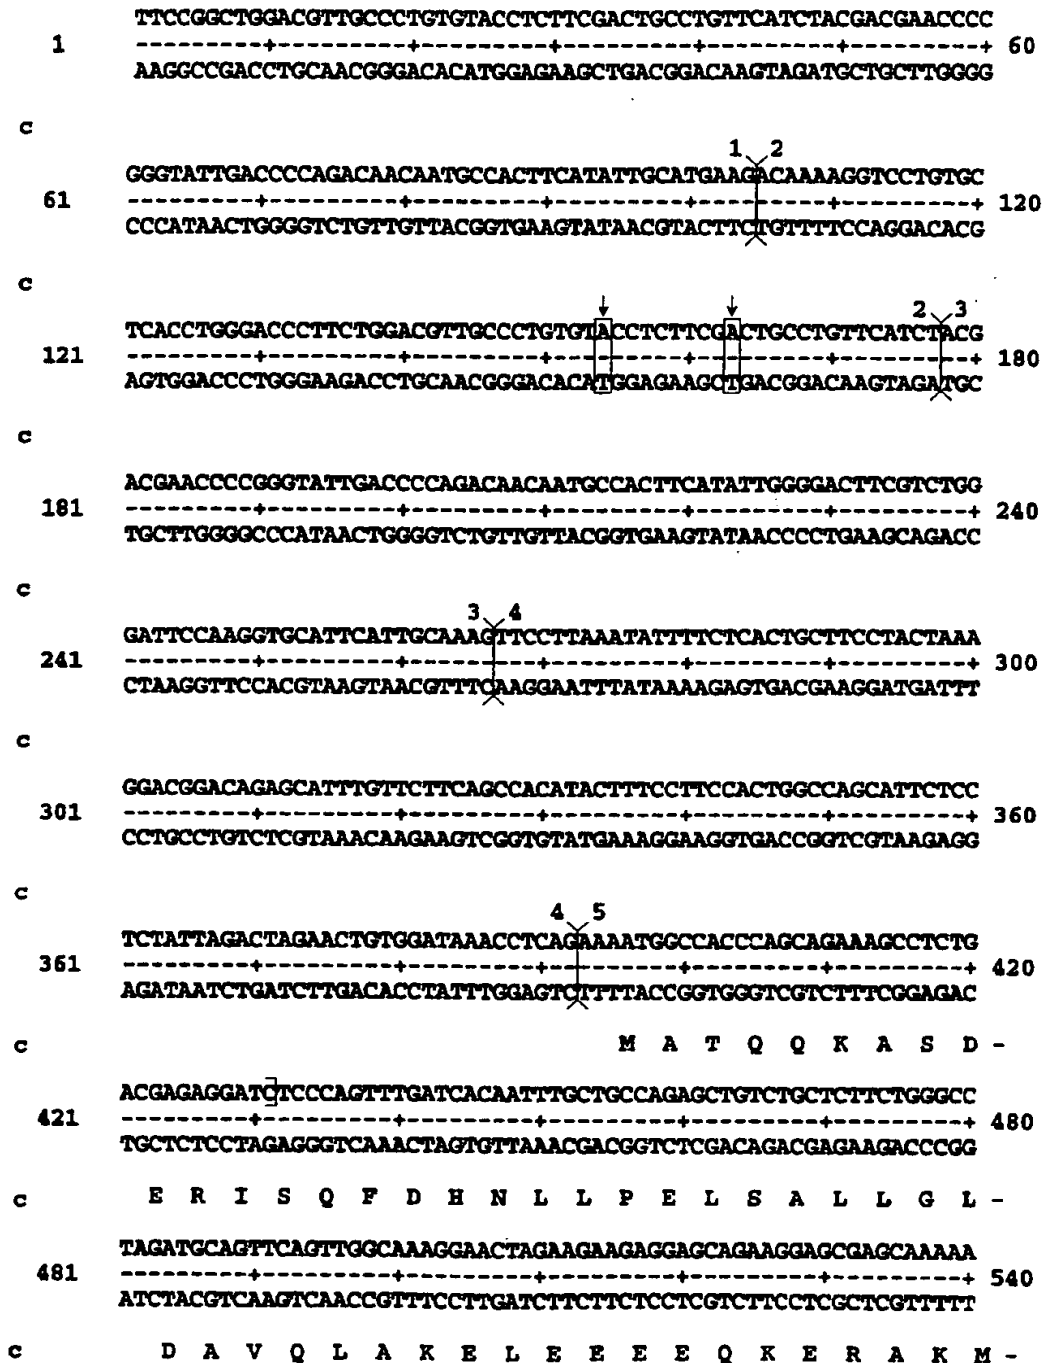 TTCCGGCTGGACGTTGCCCTGTGTACCTCTTCGACTGCCTGTTCATCTACGACGAACCCC
1 ---------+---------+---------+---------+---------+---------+ 60
AAGGCCGACCTGCAACGGGACACATGGAGAAGCTGACGGACAAGTAGATGCTGCTTGGGG
c
1 2
GGGTATTGACCCCAGACAACAATGCCACTTCATATTGCATGAAGACAAAAGGTCCTGTGC
61 ---------+---------+---------+---------+---------+---------+ 120
CCCATAACTGGGGTCTGTTGTTACGGTGAAGTATAACGTACTTCTGTTTTCCAGGACACG
c
2 3
TCACCTGGGACCCTTCTGGACGTTGCCCTGTGTACCTCTTCGACTGCCTGTTCATCTACG
121 ---------+---------+---------+---------+---------+---------+ 180
AGTGGACCCTGGGAAGACCTGCAACGGGACACATGGAGAAGCTGACGGACAAGTAGATGC
c
ACGAACCCCGGGTATTGACCCCAGACAACAATGCCACTTCATATTGGGGACTTCGTCTGG
181 ---------+---------+---------+---------+---------+---------+ 240
TGCTTGGGGCCCATAACTGGGGTCTGTTGTTACGGTGAAGTATAACCCCTGAAGCAGACC
c
3 4
GATTCCAAGGTGCATTCATTGCAAAGTTCCTTAAATATTTTCTCACTGCTTCCTACTAAA
241 ---------+---------+---------+---------+---------+---------+ 300
CTAAGGTTCCACGTAAGTAACGTTTCAAGGAATTTATAAAAGAGTGACGAAGGATGATTT
c
GGACGGACAGAGCATTTGTTCTTCAGCCACATACTTTCCTTCCACTGGCCAGCATTCTCC
301 ---------+---------+---------+---------+---------+---------+ 360
CCTGCCTGTCTCGTAAACAAGAAGTCGGTGTATGAAAGGAAGGTGACCGGTCGTAAGAGG
c
4 5
TCTATTAGACTAGAACTGTGGATAAACCTCAGAAAATGGCCACCCAGCAGAAAGCCTCTG
361 ---------+---------+---------+---------+---------+---------+ 420
AGATAATCTGATCTTGACACCTATTTGGAGTCTTTTACCGGTGGGTCGTCTTTCGGAGAC
c M A T Q Q K A S D -
ACGAGAGGATCTCCCAGTTTGATCACAATTTGCTGCCAGAGCTGTCTGCTCTTCTGGGCC
421 ---------+---------+---------+---------+---------+---------+ 480
TGCTCTCCTAGAGGGTCAAACTAGTGTTAAACGACGGTCTCGACAGACGAGAAGACCCGG
c E R I S Q F D H N L L P E L S A L L G L -
TAGATGCAGTTCAGTTGGCAAAGGAACTAGAAGAAGAGGAGCAGAAGGAGCGAGCAAAAA
481 ---------+---------+---------+---------+---------+---------+ 540
ATCTACGTCAAGTCAACCGTTTCCTTGATCTTCTTCTCCTCGTCTTCCTCGCTCGTTTTT
c D A V Q L A K E L E E E E Q K E R A K M -